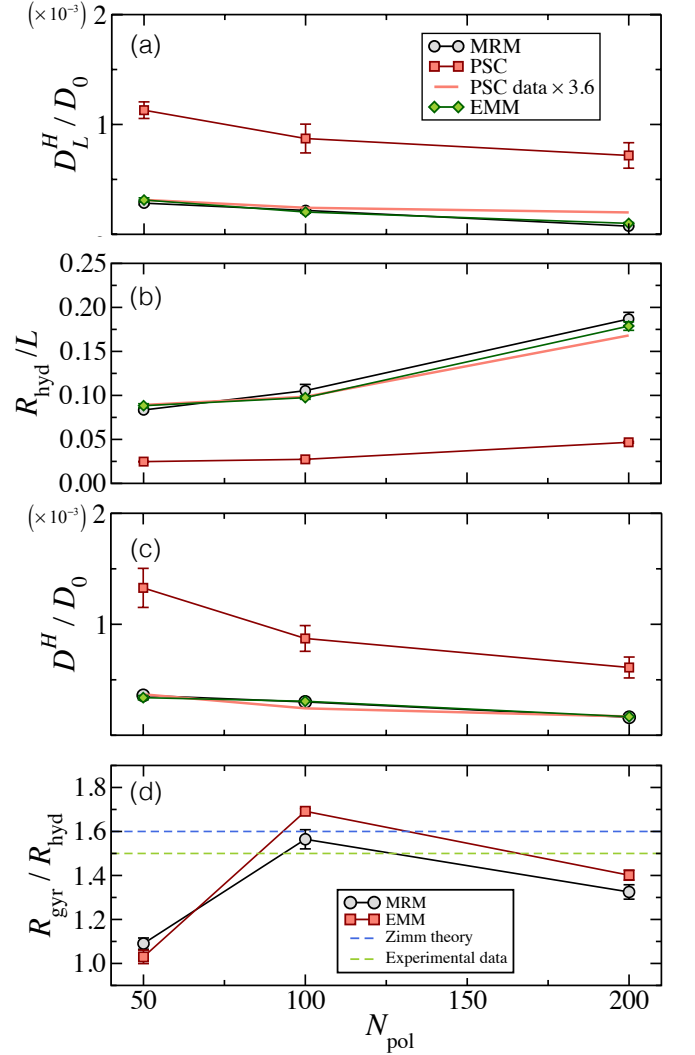 (×10⁻³) 2
(a)
MRM
PSC
PSC data × 3.6
EMM
1
D_L^H / D_0
0.25
(b)
0.20
0.15
0.10
0.05
0.00
R_hyd / L
(×10⁻³) 2
(c)
1
D^H / D_0
1.8
(d)
1.6
1.4
1.2
1.0
R_gyr / R_hyd
MRM
EMM
Zimm theory
Experimental data
50 100 150 200
N_pol